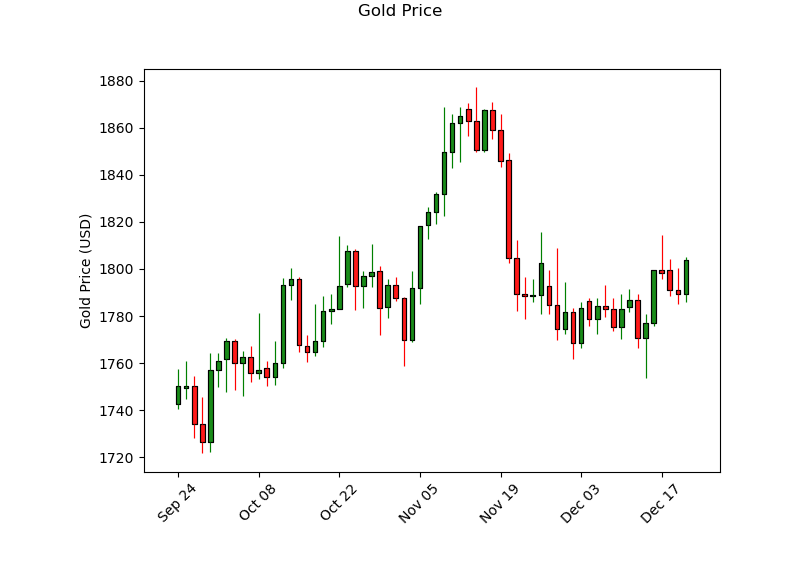 Gold Price
1880
1860
1840
1820
1800
1780
1760
1740
1720
Gold Price (USD)
Sep 24
Oct 08
Oct 22
Nov 05
Nov 19
Dec 03
Dec 17